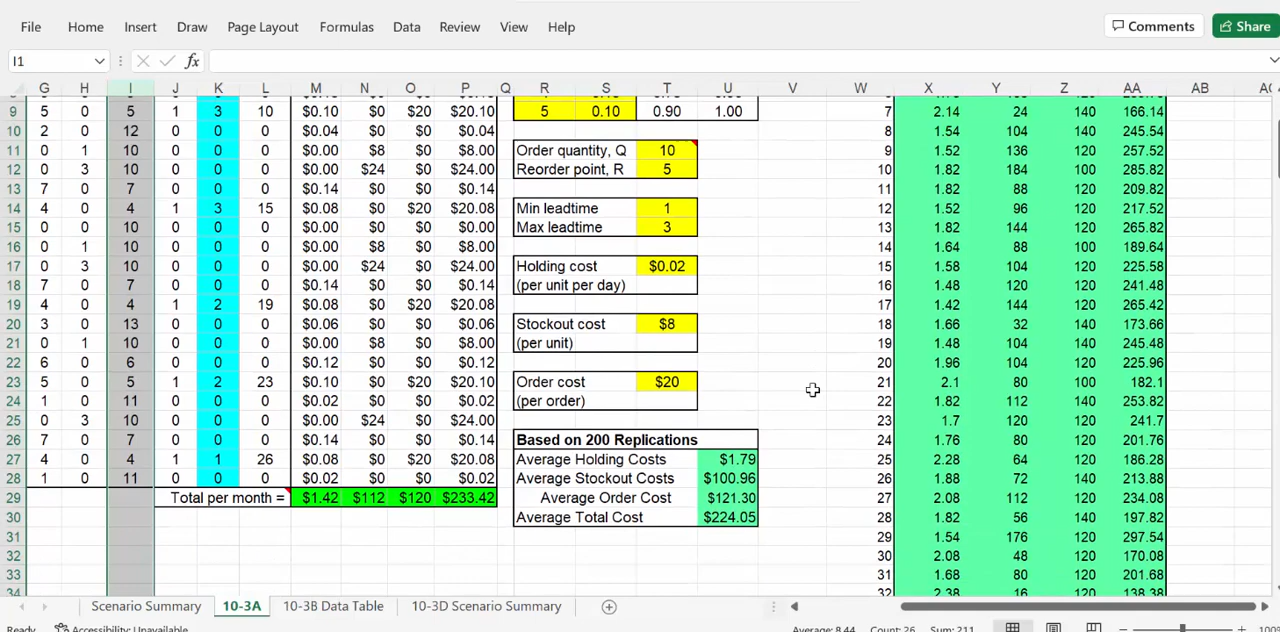 File Home Insert Draw Page Layout Formulas Data Review View Help Comments Share
I1 fx
G H I J K L M N O P Q R S T U V W X Y Z AA AB
9 5 0 5 1 3 10 $0.10 $0 $20 $20.10 5 0.10 0.90 1.00 7 2.14 24 140 166.14
10 2 0 12 0 0 0 $0.04 $0 $0 $0.04 8 1.54 104 140 245.54
11 0 1 10 0 0 0 $0.00 $8 $0 $8.00 Order quantity, Q 10 9 1.52 136 120 257.52
12 0 3 10 0 0 0 $0.00 $24 $0 $24.00 Reorder point, R 5 10 1.82 184 100 285.82
13 7 0 7 0 0 0 $0.14 $0 $0 $0.14 11 1.82 88 120 209.82
14 4 0 4 1 3 15 $0.08 $0 $20 $20.08 Min leadtime 1 12 1.52 96 120 217.52
15 0 0 10 0 0 0 $0.00 $0 $0 $0.00 Max leadtime 3 13 1.82 144 120 265.82
16 0 1 10 0 0 0 $0.00 $8 $0 $8.00 14 1.64 88 100 189.64
17 0 3 10 0 0 0 $0.00 $24 $0 $24.00 Holding cost $0.02 15 1.58 104 120 225.58
18 7 0 7 0 0 0 $0.14 $0 $0 $0.14 (per unit per day) 16 1.48 120 120 241.48
19 4 0 4 1 2 19 $0.08 $0 $20 $20.08 17 1.42 144 120 265.42
20 3 0 13 0 0 0 $0.06 $0 $0 $0.06 Stockout cost $8 18 1.66 32 140 173.66
21 0 1 10 0 0 0 $0.00 $8 $0 $8.00 (per unit) 19 1.48 104 140 245.48
22 6 0 6 0 0 0 $0.12 $0 $0 $0.12 20 1.96 104 120 225.96
23 5 0 5 1 2 23 $0.10 $0 $20 $20.10 Order cost $20 21 2.1 80 100 182.1
24 1 0 11 0 0 0 $0.02 $0 $0 $0.02 (per order) 22 1.82 112 140 253.82
25 0 3 10 0 0 0 $0.00 $24 $0 $24.00 23 1.7 120 120 241.7
26 7 0 7 0 0 0 $0.14 $0 $0 $0.14 Based on 200 Replications 24 1.76 80 120 201.76
27 4 0 4 1 1 26 $0.08 $0 $20 $20.08 Average Holding Costs $1.79 25 2.28 64 120 186.28
28 1 0 11 0 0 0 $0.02 $0 $0 $0.02 Average Stockout Costs $100.96 26 1.88 72 140 213.88
29 Total per month = $1.42 $112 $120 $233.42 Average Order Cost $121.30 27 2.08 112 120 234.08
30 Average Total Cost $224.05 28 1.82 56 140 197.82
31 29 1.54 176 120 297.54
32 30 2.08 48 120 170.08
33 31 1.68 80 120 201.68
34 32 2.38 16 120 138.38
Scenario Summary 10-3A 10-3B Data Table 10-3D Scenario Summary
Ready Accessibility: Unavailable Average: 8.44 Count: 26 Sum: 211 100%